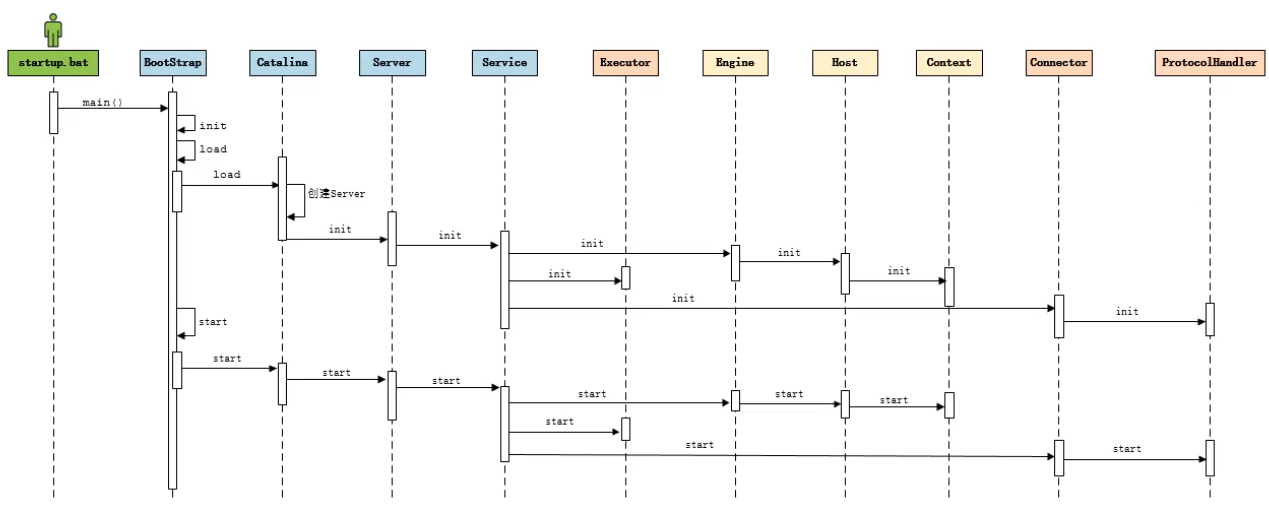 startup.bat
BootStrap
Catalina
Server
Service
Executor
Engine
Host
Context
Connector
ProtocolHandler
main()
init
load
load
创建Server
init
init
init
init
init
init
init
init
start
start
start
start
start
start
start
start
start
start